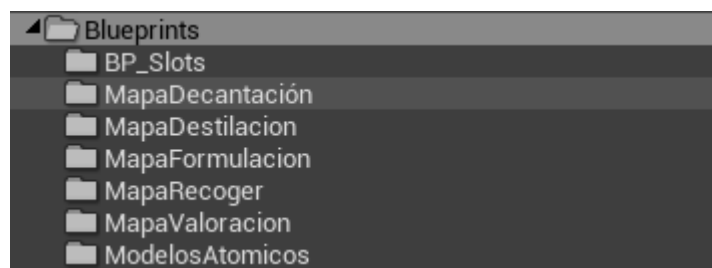 Blueprints
BP_Slots
MapaDecantación
MapaDestilacion
MapaFormulacion
MapaRecoger
MapaValoracion
ModelosAtomicos